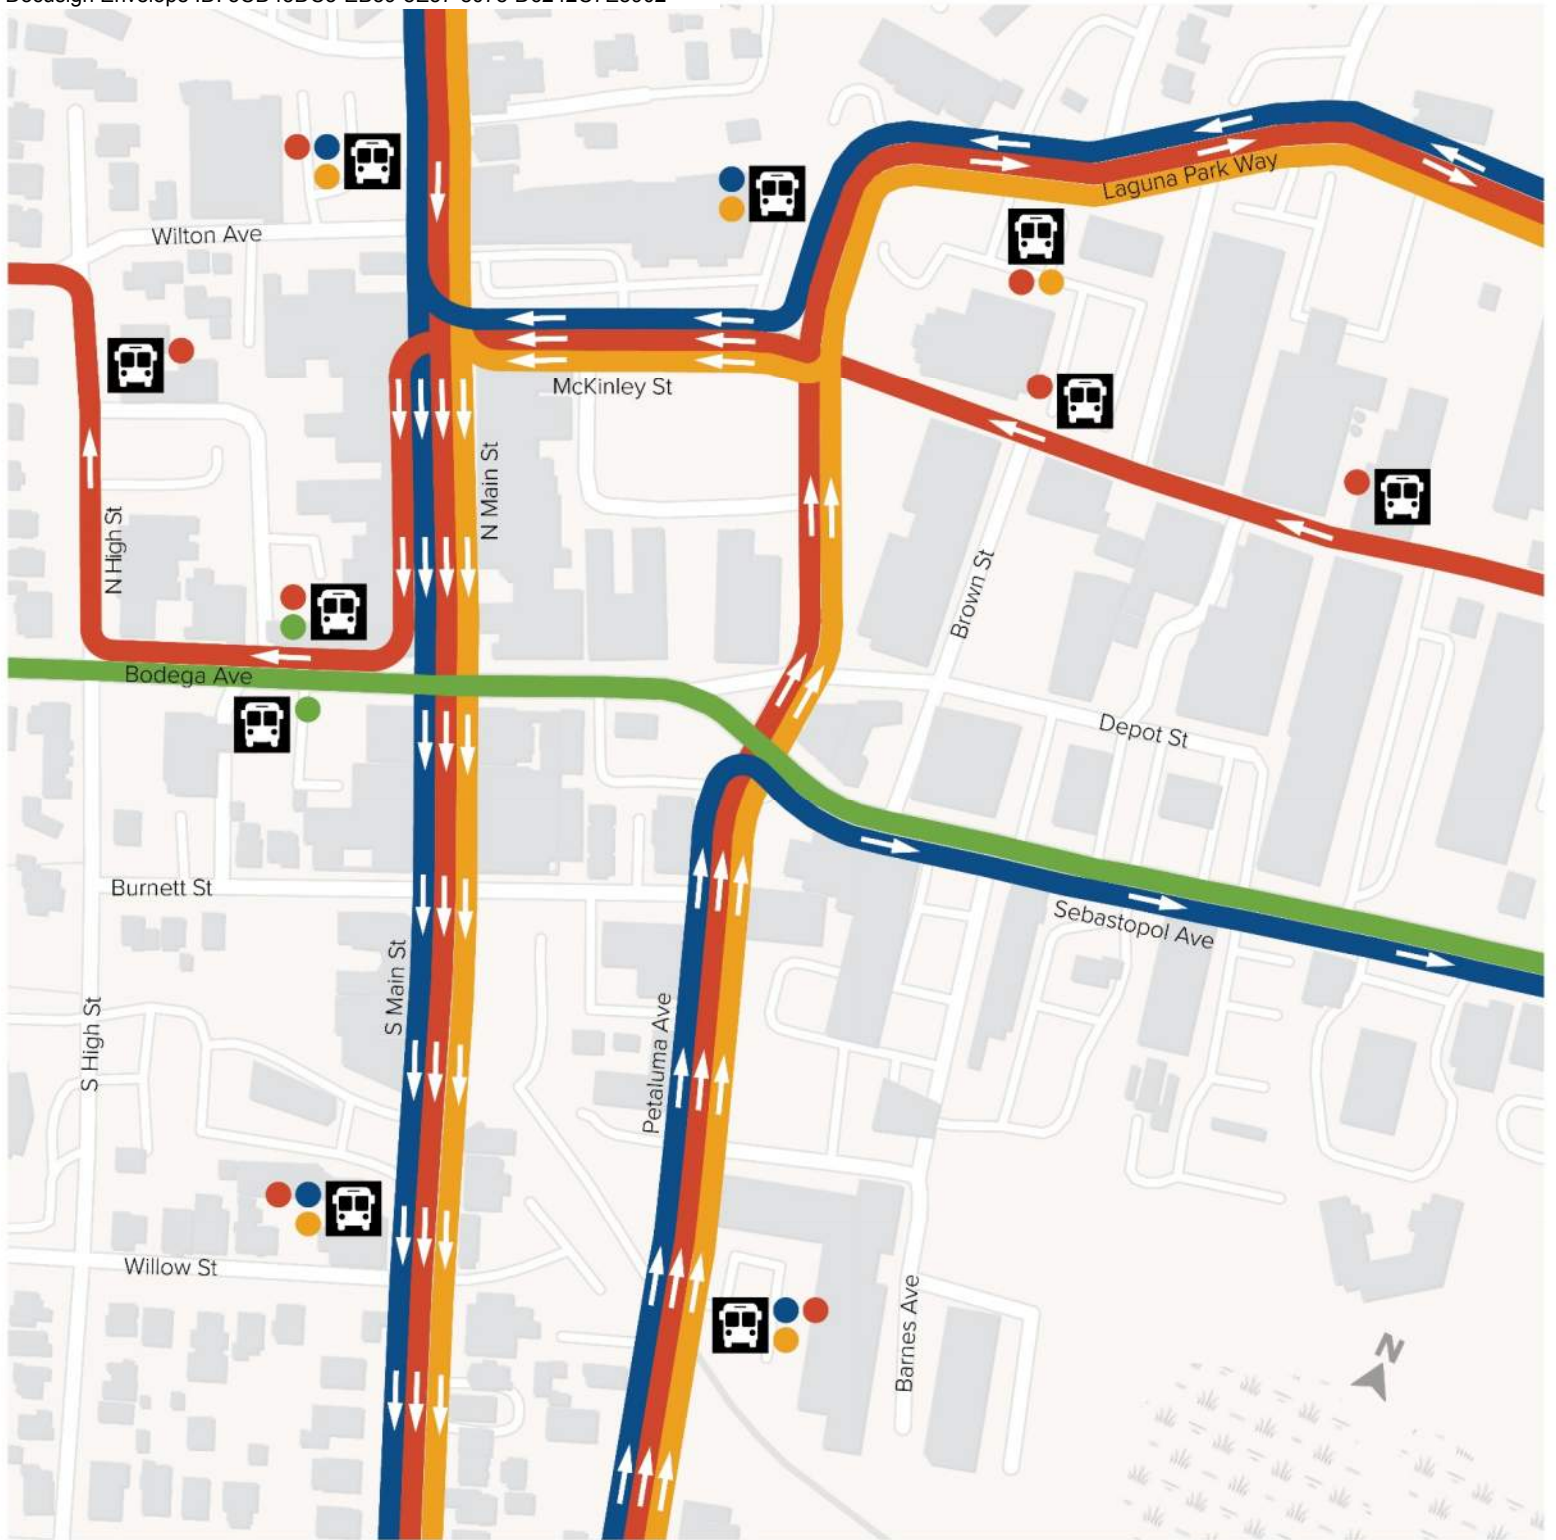 Wilton Ave
Laguna Park Way
McKinley St
N Main St
N High St
Brown St
Bodega Ave
Depot St
Burnett St
Sebastopol Ave
S Main St
S High St
Petaluma Ave
Willow St
Barnes Ave
N